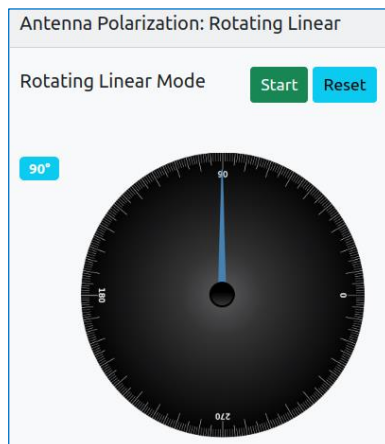 Antenna Polarization: Rotating Linear
Rotating Linear Mode Start Reset
90°
90
180 0
270